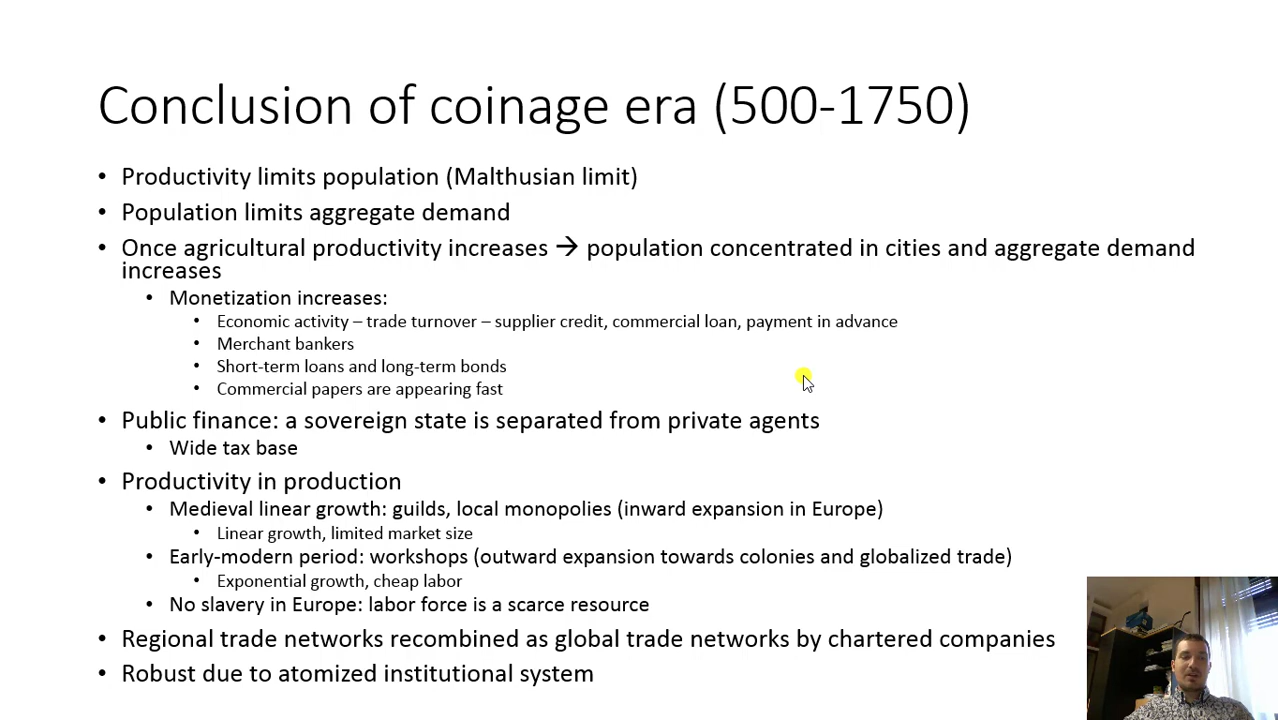 Conclusion of coinage era (500-1750)
• Productivity limits population (Malthusian limit)
• Population limits aggregate demand
• Once agricultural productivity increases → population concentrated in cities and aggregate demand
increases
• Monetization increases:
• Economic activity – trade turnover – supplier credit, commercial loan, payment in advance
• Merchant bankers
• Short-term loans and long-term bonds
• Commercial papers are appearing fast
• Public finance: a sovereign state is separated from private agents
• Wide tax base
• Productivity in production
• Medieval linear growth: guilds, local monopolies (inward expansion in Europe)
• Linear growth, limited market size
• Early-modern period: workshops (outward expansion towards colonies and globalized trade)
• Exponential growth, cheap labor
• No slavery in Europe: labor force is a scarce resource
• Regional trade networks recombined as global trade networks by chartered companies
• Robust due to atomized institutional system